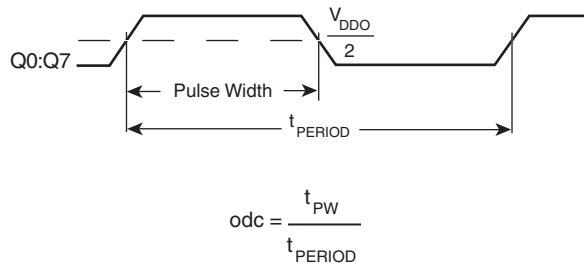 V_DDO
2
Q0:Q7
Pulse Width
t_PERIOD
odc = t_PW
t_PERIOD